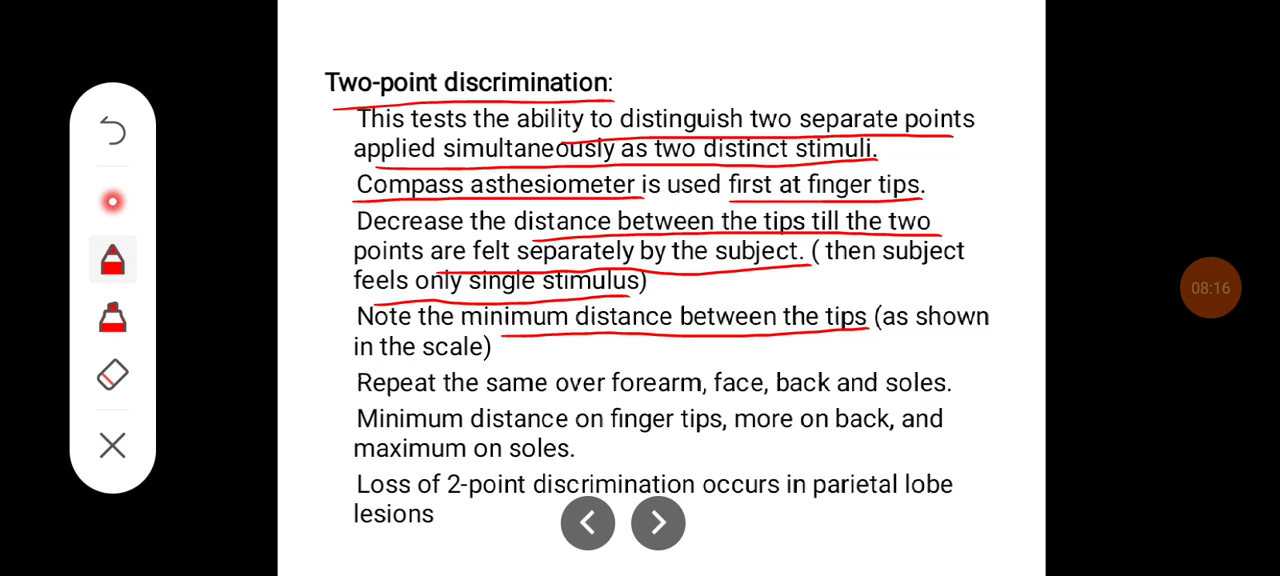 Two-point discrimination:
This tests the ability to distinguish two separate points
applied simultaneously as two distinct stimuli.
Compass asthesiometer is used first at finger tips.
Decrease the distance between the tips till the two
points are felt separately by the subject. ( then subject
feels only single stimulus)
Note the minimum distance between the tips (as shown
in the scale)
Repeat the same over forearm, face, back and soles.
Minimum distance on finger tips, more on back, and
maximum on soles.
Loss of 2-point discrimination occurs in parietal lobe
lesions
08:16